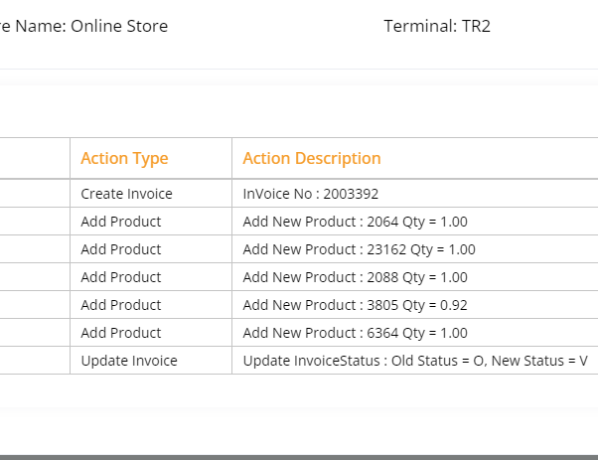 re Name: Online Store Terminal: TR2
Action Type Action Description
Create Invoice InVoice No : 2003392
Add Product Add New Product : 2064 Qty = 1.00
Add Product Add New Product : 23162 Qty = 1.00
Add Product Add New Product : 2088 Qty = 1.00
Add Product Add New Product : 3805 Qty = 0.92
Add Product Add New Product : 6364 Qty = 1.00
Update Invoice Update InvoiceStatus : Old Status = O, New Status = V